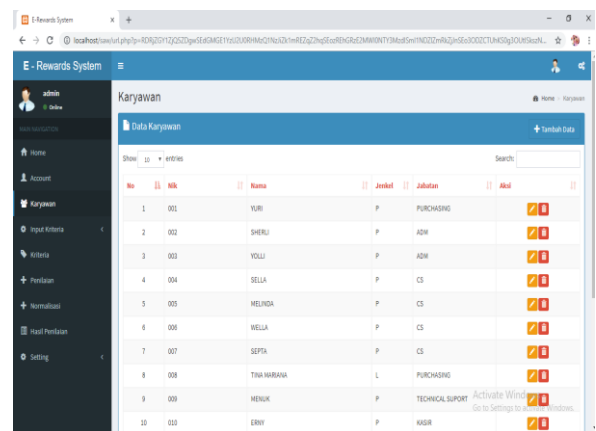 E-Rewards System
localhost/saw/url.php?p=
E - Rewards System
admin
Online
MAIN NAVIGATION
Home
Account
Karyawan
Input Kriteria
Kriteria
Penilaian
Normalisasi
Hasil Penilaian
Setting
Karyawan
Home - Karyawan
Data Karyawan
Tambah Data
Show 10 entries
Search:
No Nik Nama Jenkel Jabatan Aksi
1 001 YURI P PURCHASING
2 002 SHERLI P ADM
3 003 YOLLI P ADM
4 004 SELLA P CS
5 005 MELINDA P CS
6 006 WELLA P CS
7 007 SEPTA P CS
8 008 TINA MARIANA L PURCHASING
9 009 MENUK P TECHNICAL SUPORT
10 010 ERNY P KASIR
Activate Windows
Go to Settings to activate Windows.